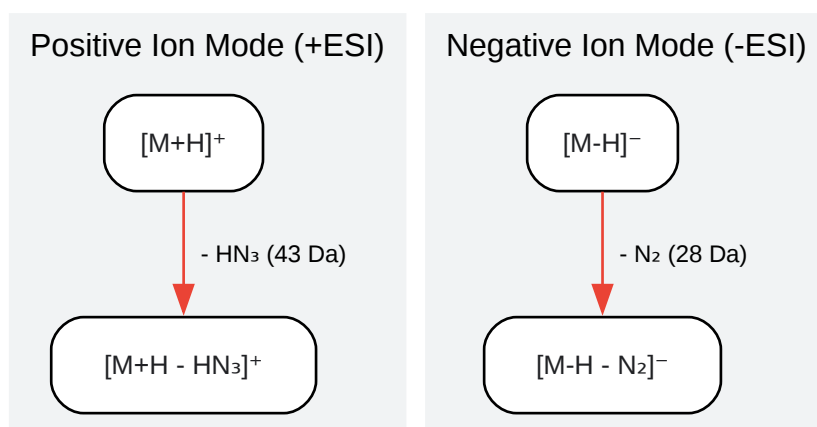 Positive Ion Mode (+ESI)
[M+H]⁺
- HN₃ (43 Da)
[M+H - HN₃]⁺
Negative Ion Mode (-ESI)
[M-H]⁻
- N₂ (28 Da)
[M-H - N₂]⁻